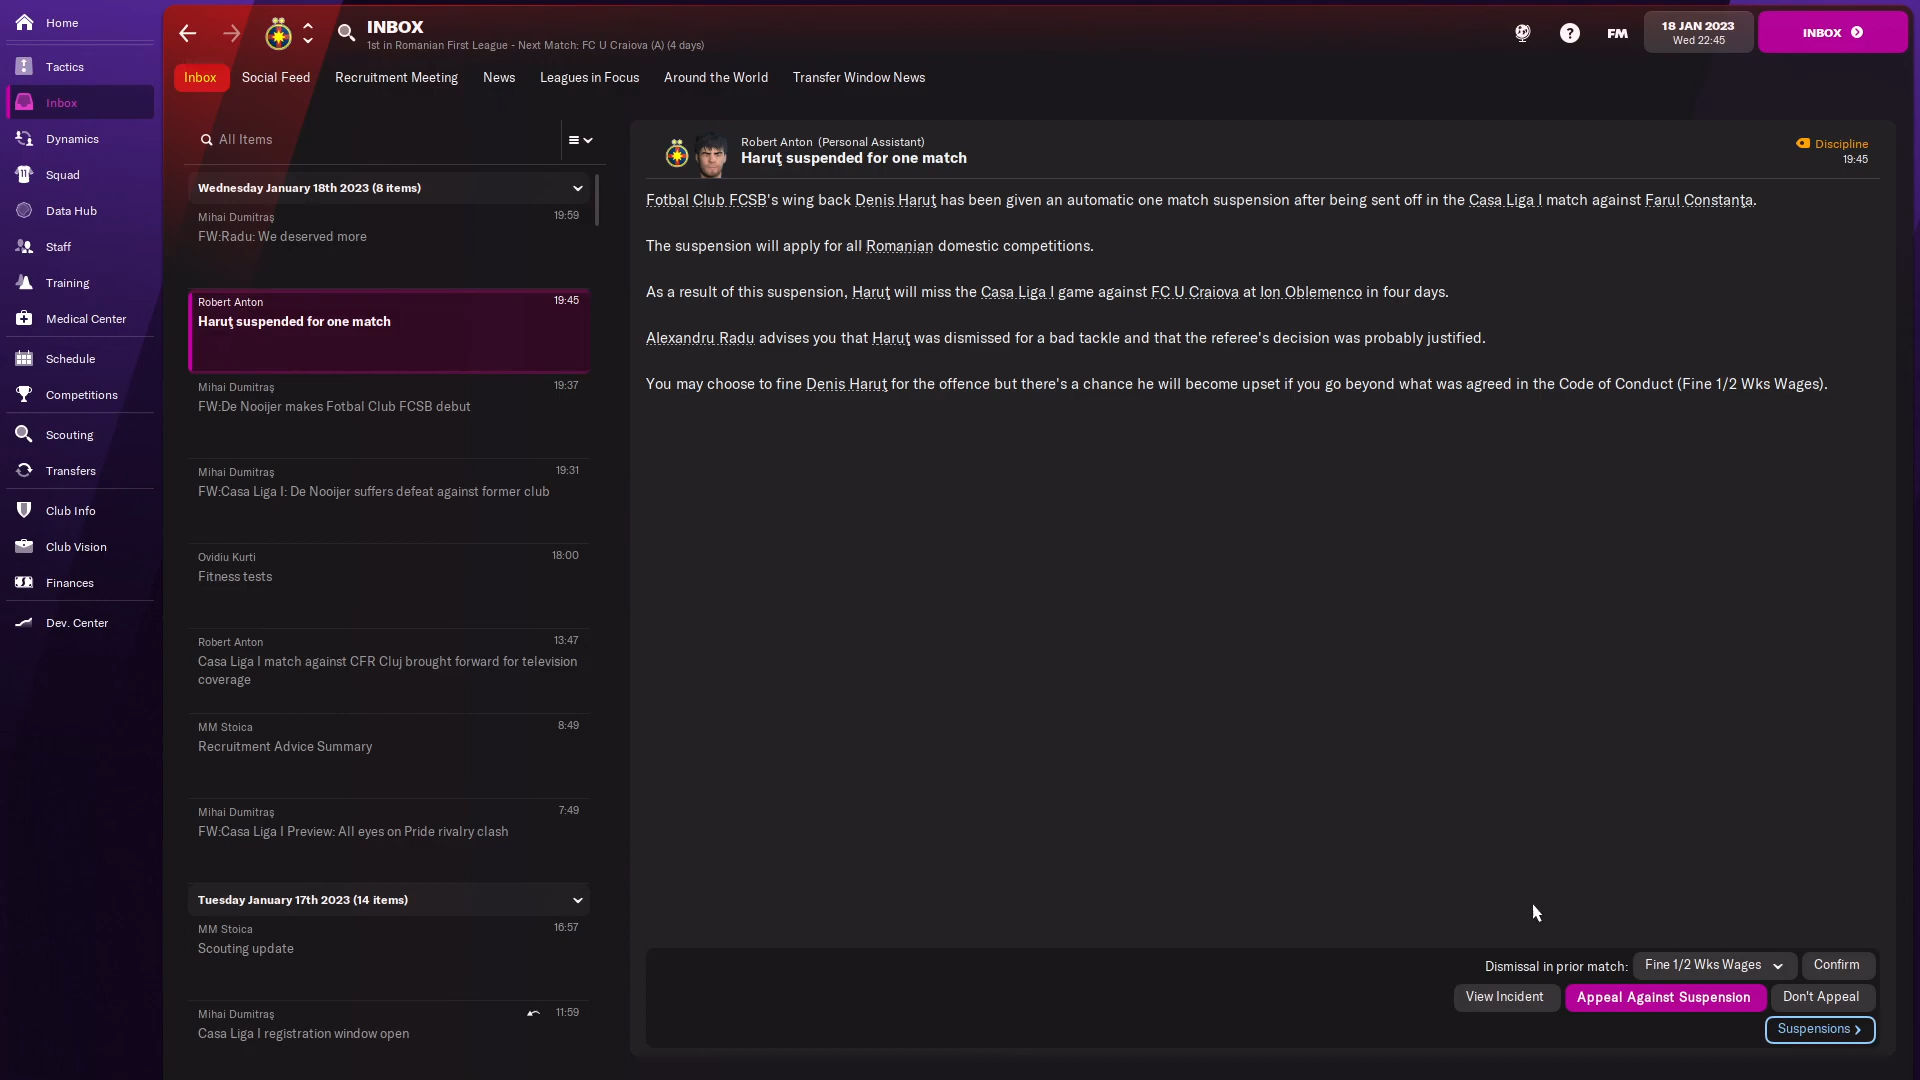 Home
Tactics
Inbox
Dynamics
Squad
Data Hub
Staff
Training
Medical Center
Schedule
Competitions
Scouting
Transfers
Club Info
Club Vision
Finances
Dev. Center
INBOX
1st in Romanian First League - Next Match: FC U Craiova (A) (4 days)
FM
18 JAN 2023
Wed 22:45
INBOX
Inbox
Social Feed
Recruitment Meeting
News
Leagues in Focus
Around the World
Transfer Window News
All Items
Wednesday January 18th 2023 (8 items)
Mihai Dumitraş 19:59
FW:Radu: We deserved more
Robert Anton 19:45
Haruţ suspended for one match
Mihai Dumitraş 19:37
FW:De Nooijer makes Fotbal Club FCSB debut
Mihai Dumitraş 19:31
FW:Casa Liga I: De Nooijer suffers defeat against former club
Ovidiu Kurti 18:00
Fitness tests
Robert Anton 13:47
Casa Liga I match against CFR Cluj brought forward for television
coverage
MM Stoica 8:49
Recruitment Advice Summary
Mihai Dumitraş 7:49
FW:Casa Liga I Preview: All eyes on Pride rivalry clash
Tuesday January 17th 2023 (14 items)
MM Stoica 16:57
Scouting update
Mihai Dumitraş 11:59
Casa Liga I registration window open
Robert Anton (Personal Assistant)
Haruţ suspended for one match
Discipline
19:45
Fotbal Club FCSB's wing back Denis Haruţ has been given an automatic one match suspension after being sent off in the Casa Liga I match against Farul Constanţa.
The suspension will apply for all Romanian domestic competitions.
As a result of this suspension, Haruţ will miss the Casa Liga I game against FC U Craiova at Ion Oblemenco in four days.
Alexandru Radu advises you that Haruţ was dismissed for a bad tackle and that the referee's decision was probably justified.
You may choose to fine Denis Haruţ for the offence but there's a chance he will become upset if you go beyond what was agreed in the Code of Conduct (Fine 1/2 Wks Wages).
Dismissal in prior match: Fine 1/2 Wks Wages Confirm
View Incident Appeal Against Suspension Don't Appeal
Suspensions